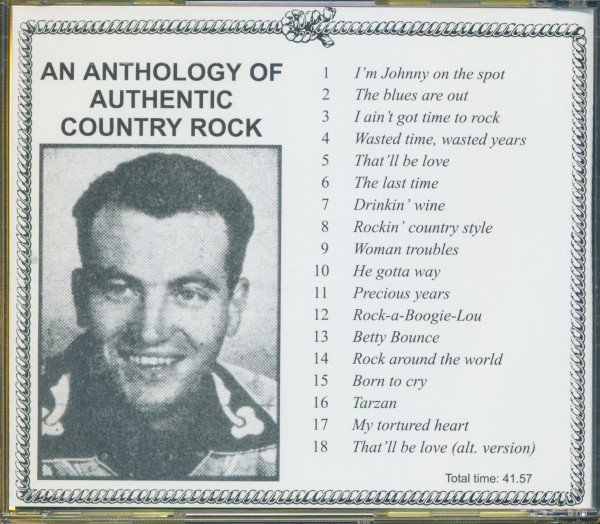 AN ANTHOLOGY OF
AUTHENTIC
COUNTRY ROCK
1 I'm Johnny on the spot
2 The blues are out
3 I ain't got time to rock
4 Wasted time, wasted years
5 That'll be love
6 The last time
7 Drinkin' wine
8 Rockin' country style
9 Woman troubles
10 He gotta way
11 Precious years
12 Rock-a-Boogie-Lou
13 Betty Bounce
14 Rock around the world
15 Born to cry
16 Tarzan
17 My tortured heart
18 That'll be love (alt. version)
Total time: 41.57